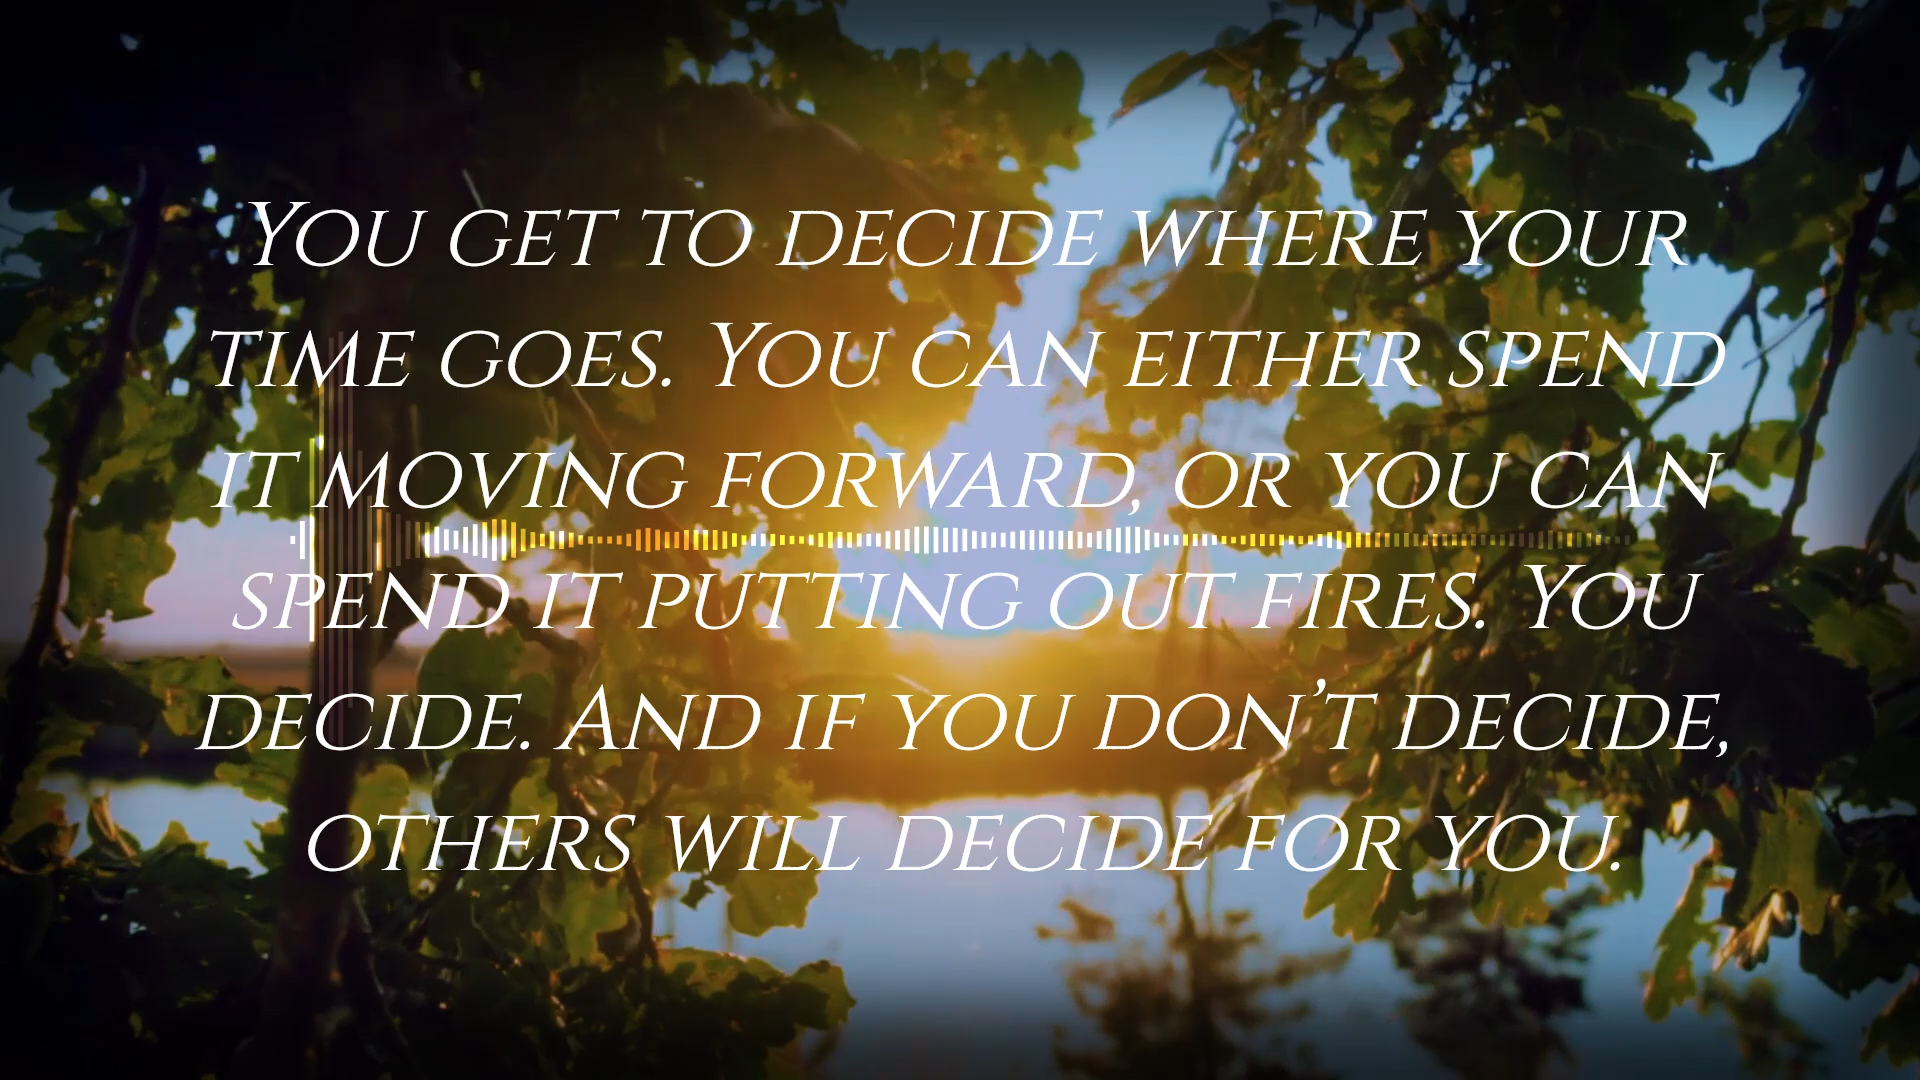 You get to decide where your
time goes. You can either spend
it moving forward, or you can
spend it putting out fires. You
decide. And if you don't decide,
others will decide for you.